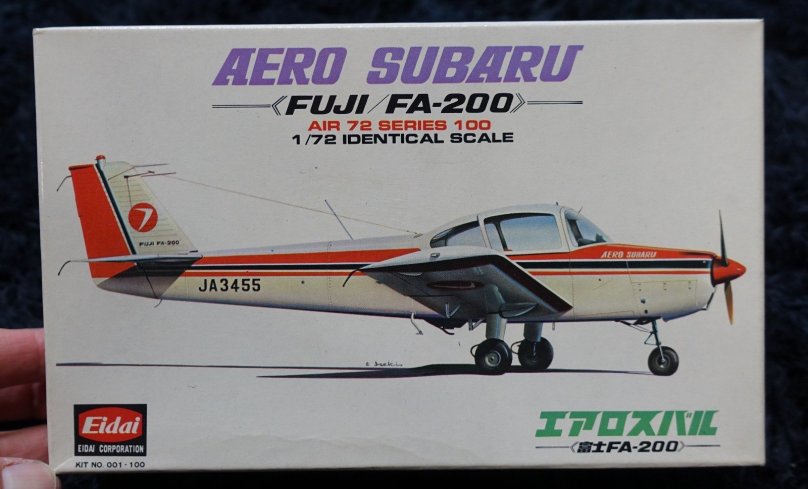 AERO SUBARU
《FUJI/FA-200》
AIR 72 SERIES 100
1/72 IDENTICAL SCALE
FUJI FA-200
AERO SUBARU
JA3455
Eidai
EIDAI CORPORATION
KIT NO. 001-100
エアロスバル
《富士FA-200》